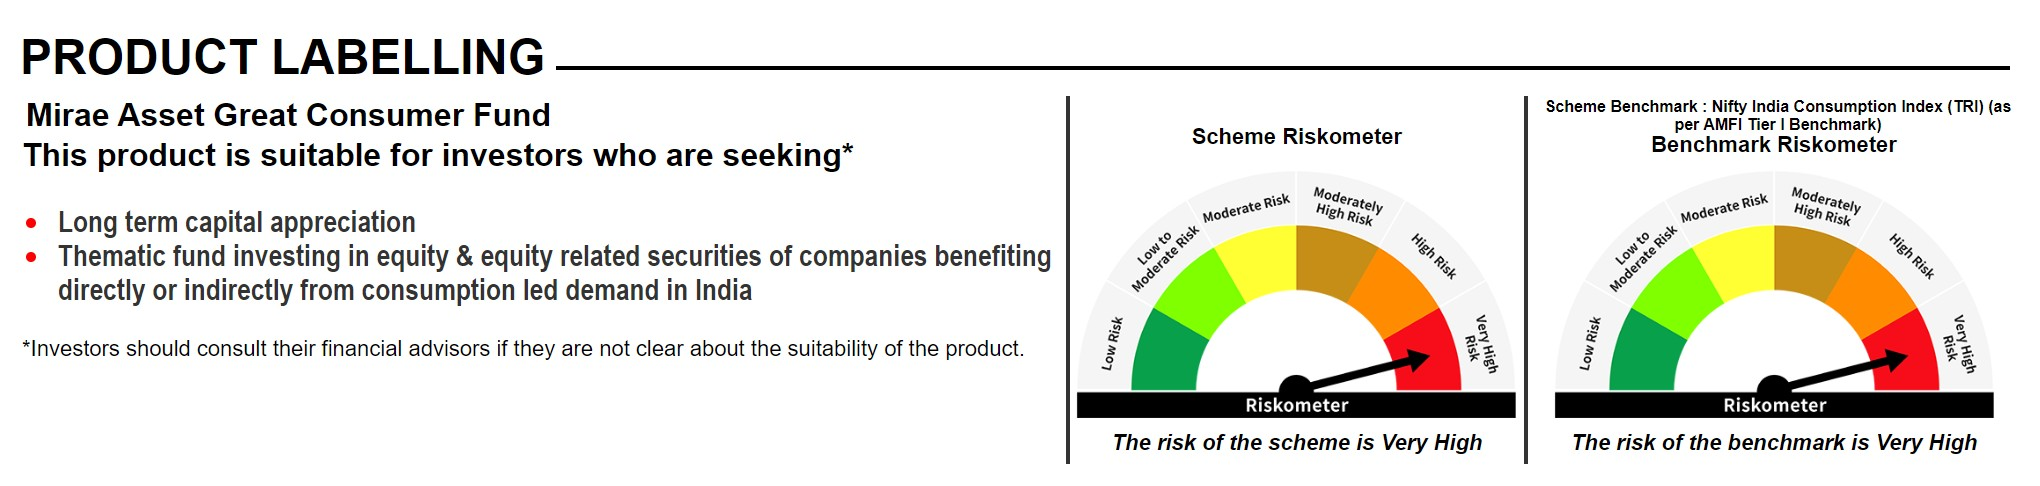 PRODUCT LABELLING
Mirae Asset Great Consumer Fund
This product is suitable for investors who are seeking*
• Long term capital appreciation
• Thematic fund investing in equity & equity related securities of companies benefiting
directly or indirectly from consumption led demand in India
*Investors should consult their financial advisors if they are not clear about the suitability of the product.
Scheme Riskometer
Low Risk
Low to
Moderate Risk
Moderate Risk
Moderately
High Risk
High Risk
Very High
Risk
Riskometer
The risk of the scheme is Very High
Scheme Benchmark : Nifty India Consumption Index (TRI) (as
per AMFI Tier I Benchmark)
Benchmark Riskometer
Low Risk
Low to
Moderate Risk
Moderate Risk
Moderately
High Risk
High Risk
Very High
Risk
Riskometer
The risk of the benchmark is Very High